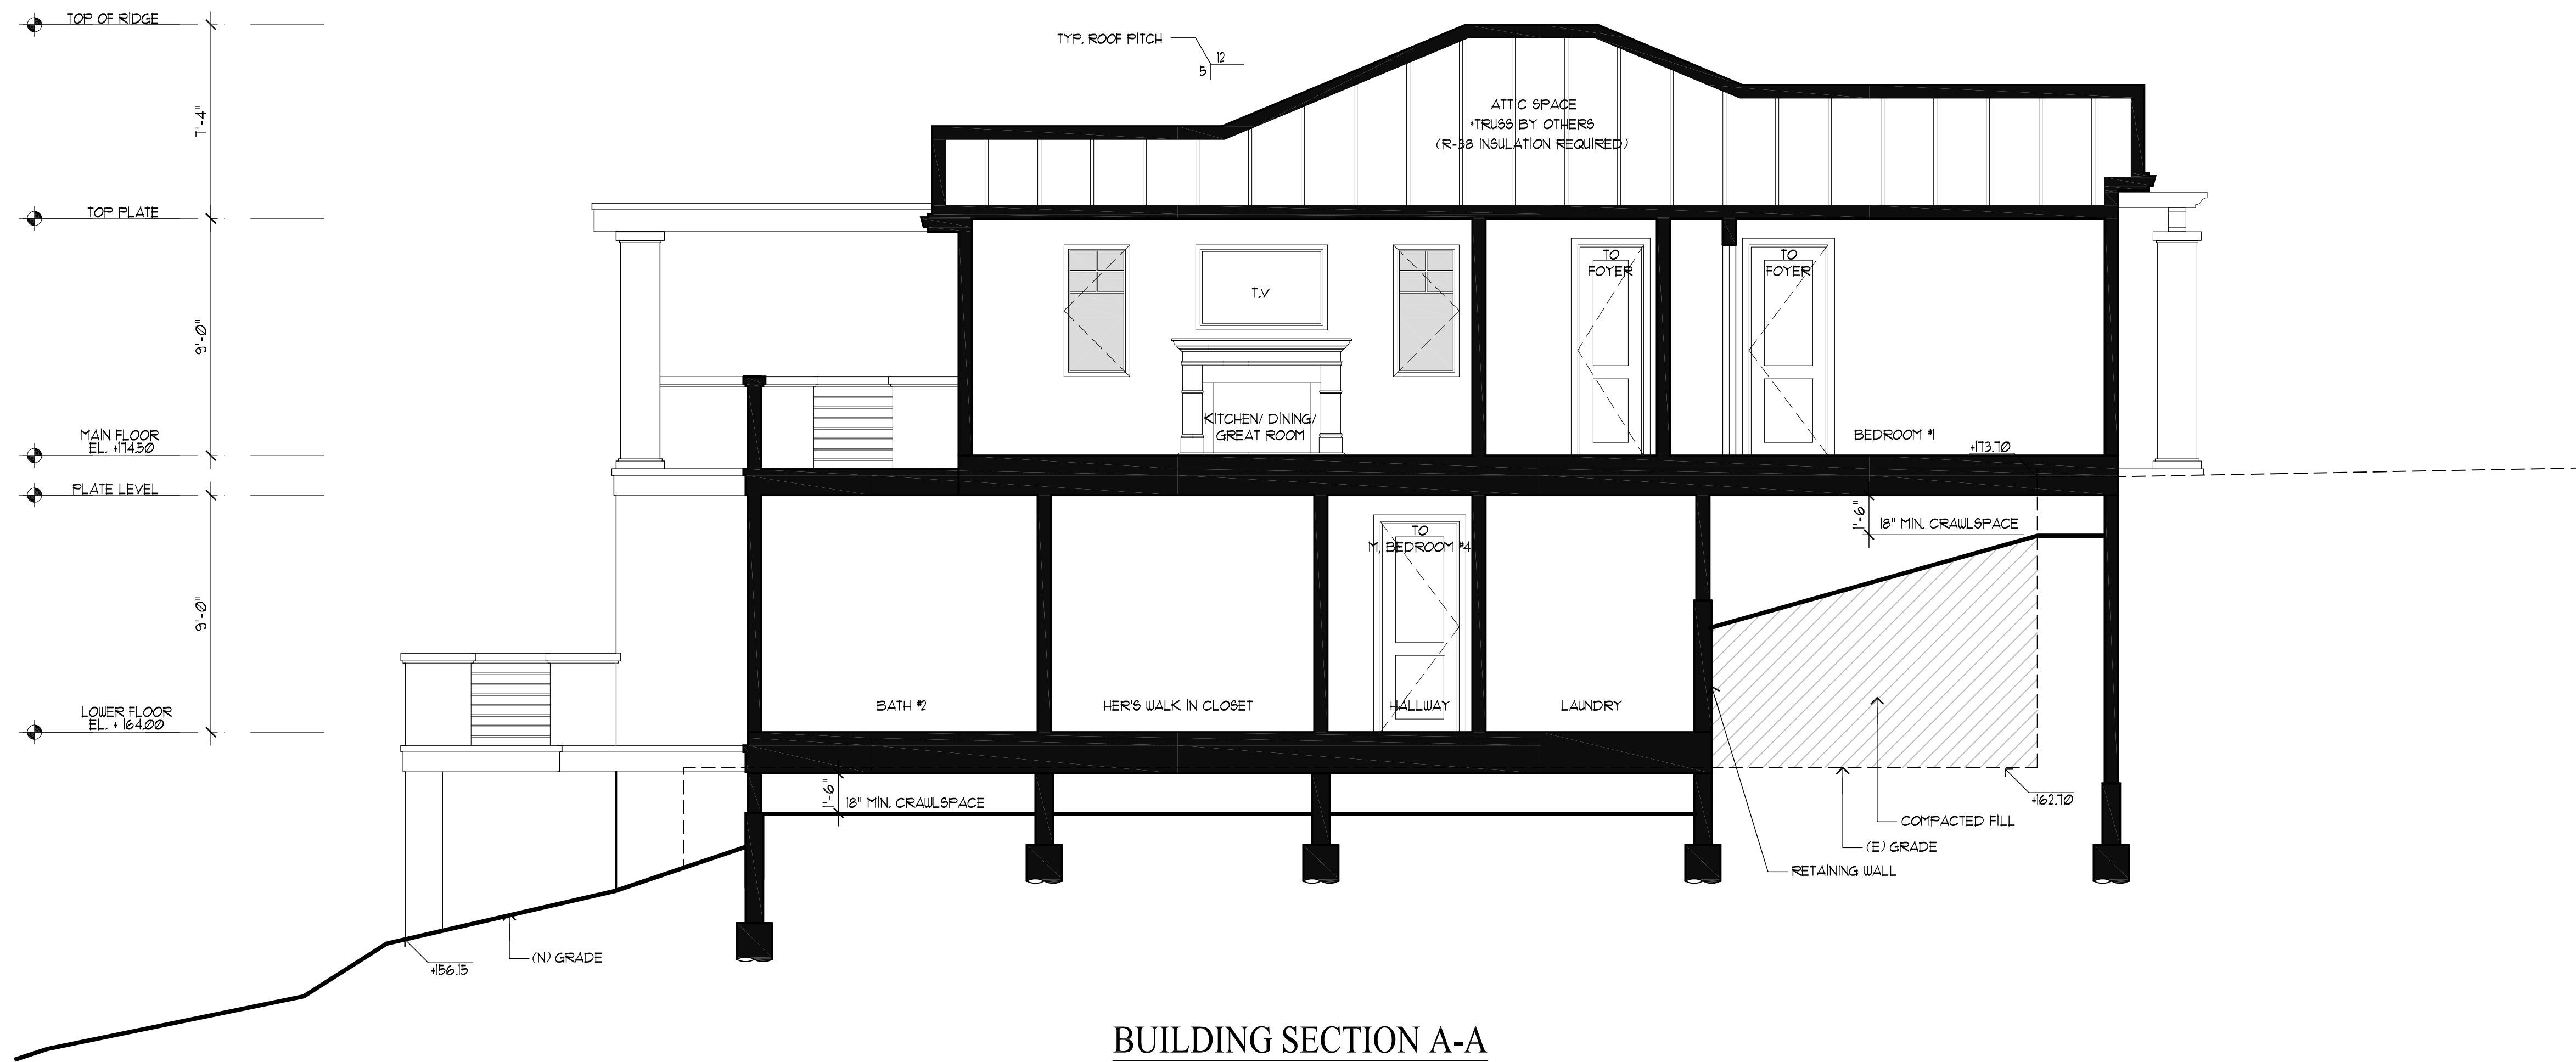 TOP OF RIDGE
TYP. ROOF PITCH
12
5
7'-4"
ATTIC SPACE
*TRUSS BY OTHERS
(R-38 INSULATION REQUIRED)
TOP PLATE
TO
FOYER
TO
FOYER
T.V
9'-0"
KITCHEN/ DINING/
GREAT ROOM
BEDROOM #1
MAIN FLOOR
EL. +174.50
+173.70
PLATE LEVEL
1'-6"
18" MIN. CRAWLSPACE
TO
M. BEDROOM #4
9'-0"
BATH #2
HER'S WALK IN CLOSET
HALLWAY
LAUNDRY
LOWER FLOOR
EL. + 164.00
1'-6"
18" MIN. CRAWLSPACE
+162.70
COMPACTED FILL
(E) GRADE
RETAINING WALL
(N) GRADE
+156.15
BUILDING SECTION A-A